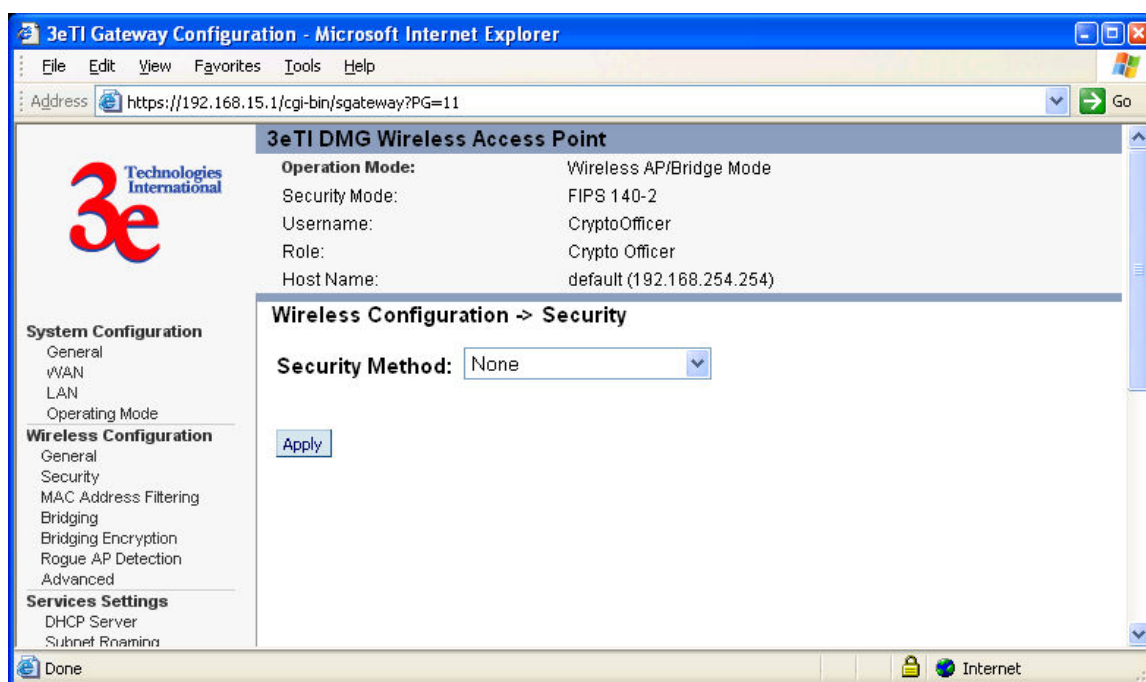 3eTI Gateway Configuration - Microsoft Internet Explorer
File Edit View Favorites Tools Help
Address https://192.168.15.1/cgi-bin/sgateway?PG=11 Go
3e Technologies International
3eTI DMG Wireless Access Point
Operation Mode: Wireless AP/Bridge Mode
Security Mode: FIPS 140-2
Username: CryptoOfficer
Role: Crypto Officer
Host Name: default (192.168.254.254)
System Configuration
General
WAN
LAN
Operating Mode
Wireless Configuration
General
Security
MAC Address Filtering
Bridging
Bridging Encryption
Rogue AP Detection
Advanced
Services Settings
DHCP Server
Subnet Roaming
Wireless Configuration -> Security
Security Method: None
Apply
Done Internet